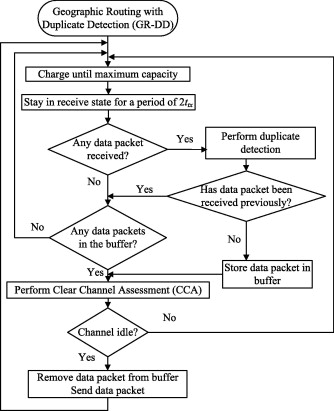 Geographic Routing with
Duplicate Detection (GR-DD)
Charge until maximum capacity
Stay in receive state for a period of 2ttx
Any data packet
received?
Yes
Perform duplicate
detection
No
Yes
Has data packet been
received previously?
No
Any data packets
in the buffer?
No
Yes
Store data packet in
buffer
Perform Clear Channel Assessment (CCA)
Channel idle?
No
Yes
Remove data packet from buffer
Send data packet